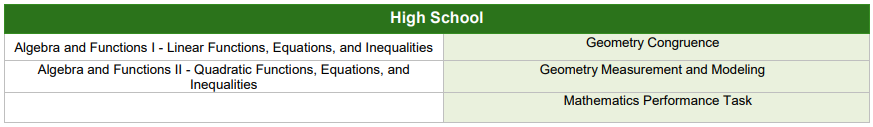 High School
Algebra and Functions I - Linear Functions, Equations, and Inequalities
Geometry Congruence
Algebra and Functions II - Quadratic Functions, Equations, and
Inequalities
Geometry Measurement and Modeling
Mathematics Performance Task